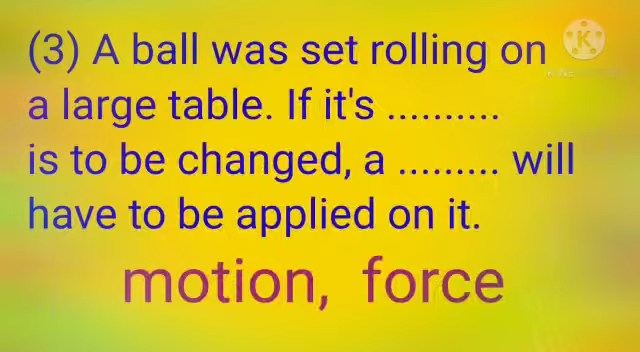 (3) A ball was set rolling on
a large table. If it's ..........
is to be changed, a ......... will
have to be applied on it.
motion, force
K